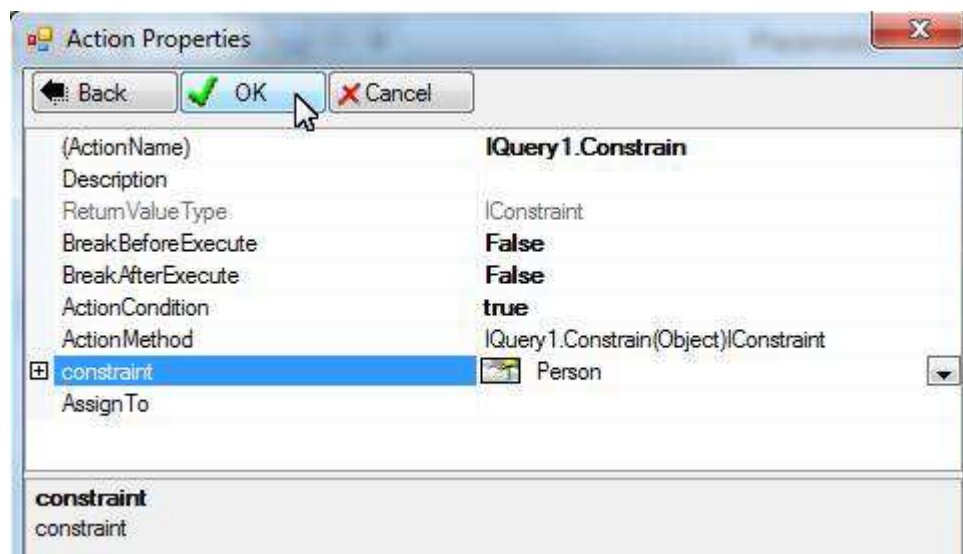 Action Properties
Back OK Cancel
(ActionName) IQuery1.Constrain
Description
ReturnValueType IConstraint
BreakBeforeExecute False
BreakAfterExecute False
ActionCondition true
ActionMethod IQuery1.Constrain(Object)IConstraint
constraint Person
AssignTo
constraint
constraint